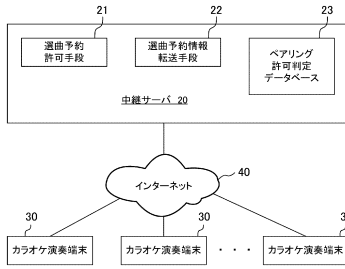 21
22
23
選曲予約
許可手段
選曲予約情報
転送手段
ペアリング
許可判定
データベース
中継サーバ 20
インターネット
40
30
30
3
カラオケ演奏端末
カラオケ演奏端末
・・・
カラオケ演奏端末